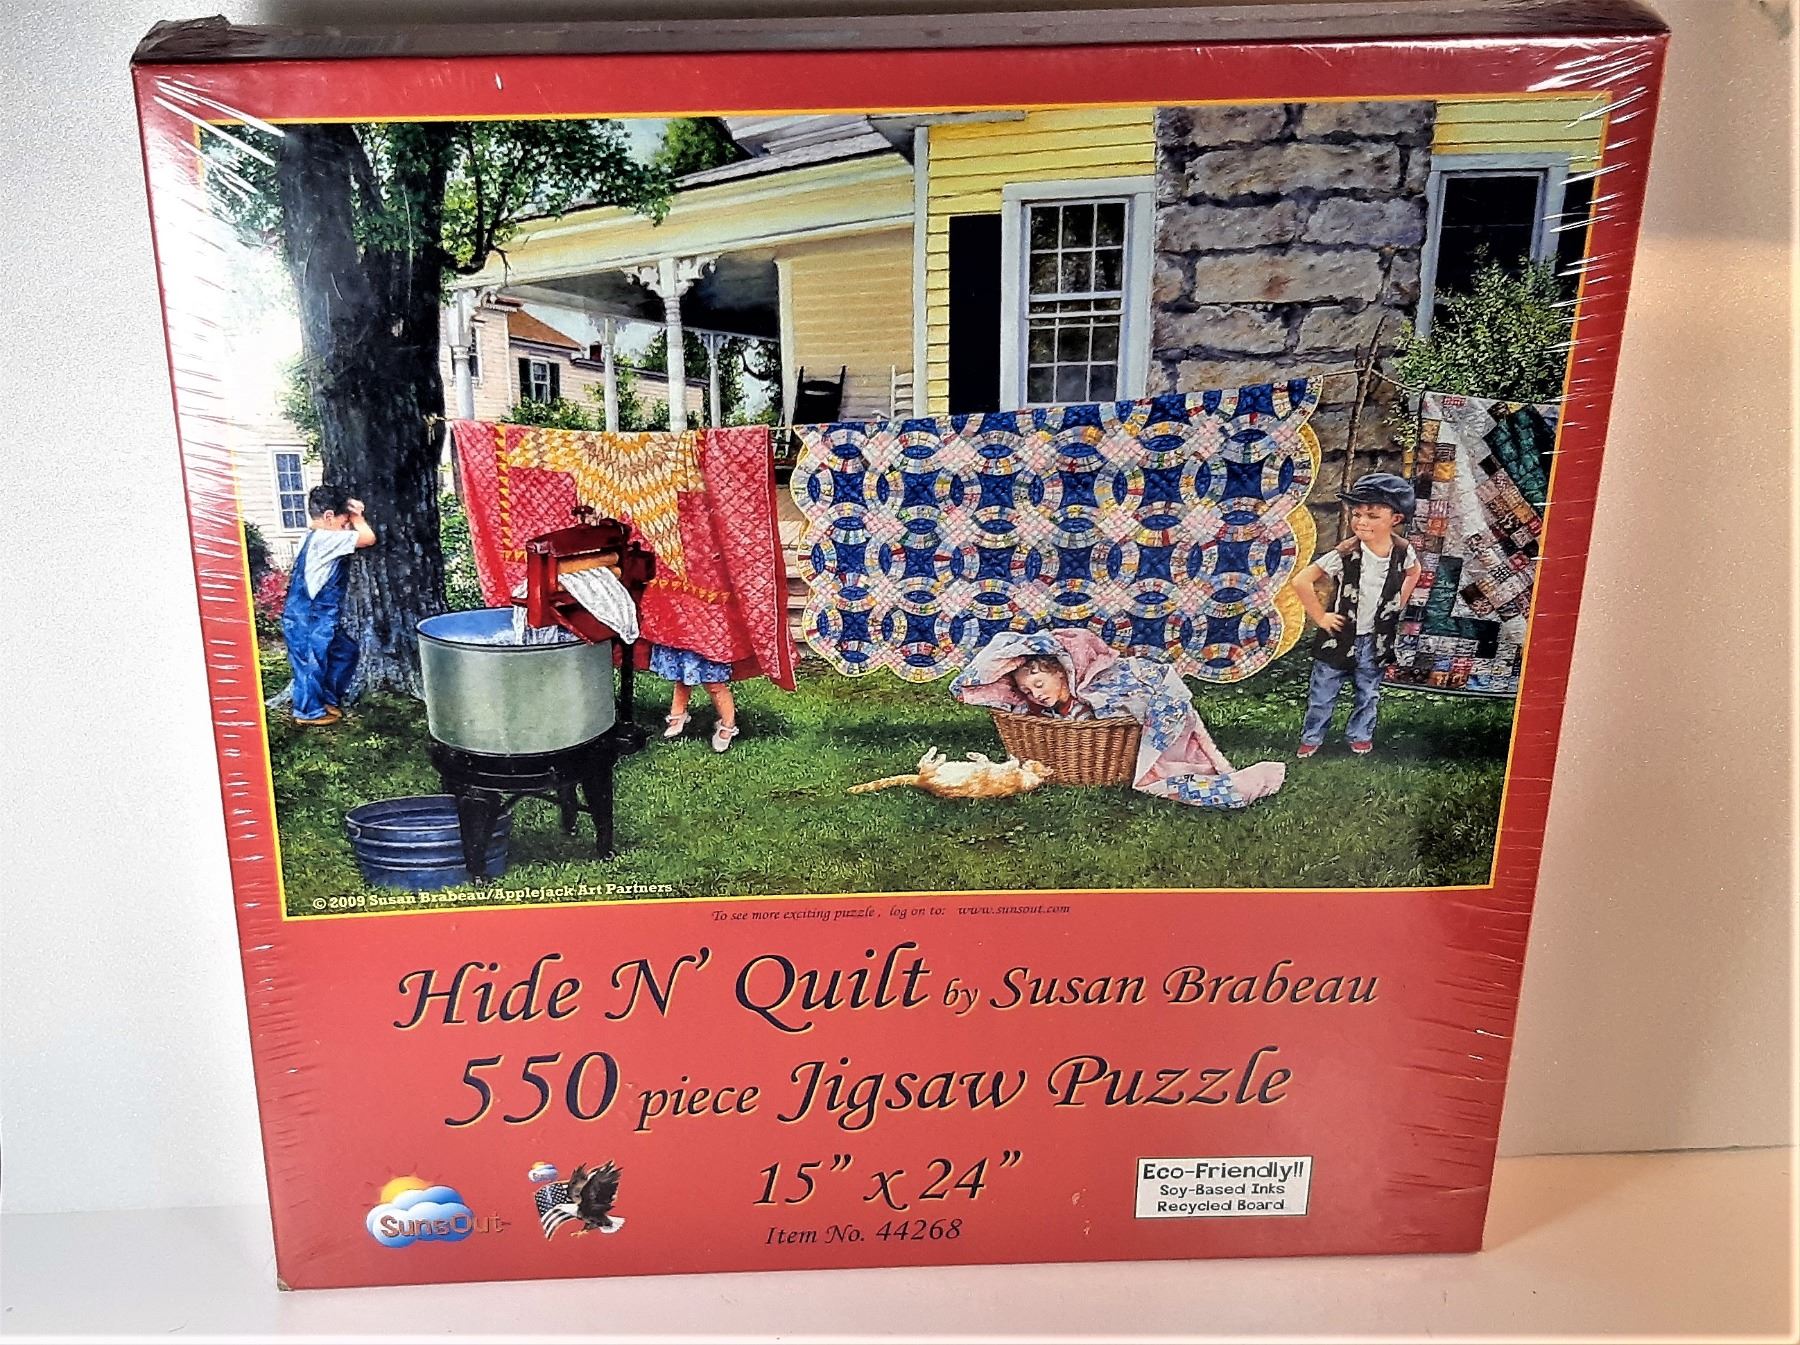 © 2009 Susan Brabeau/Applejack Art Partners
To see more exciting puzzle, log on to: www.sunsout.com
Hide N' Quilt by Susan Brabeau
550 piece Jigsaw Puzzle
15" x 24"
Item No. 44268
SunsOut
Eco-Friendly!!
Soy-Based Inks
Recycled Board